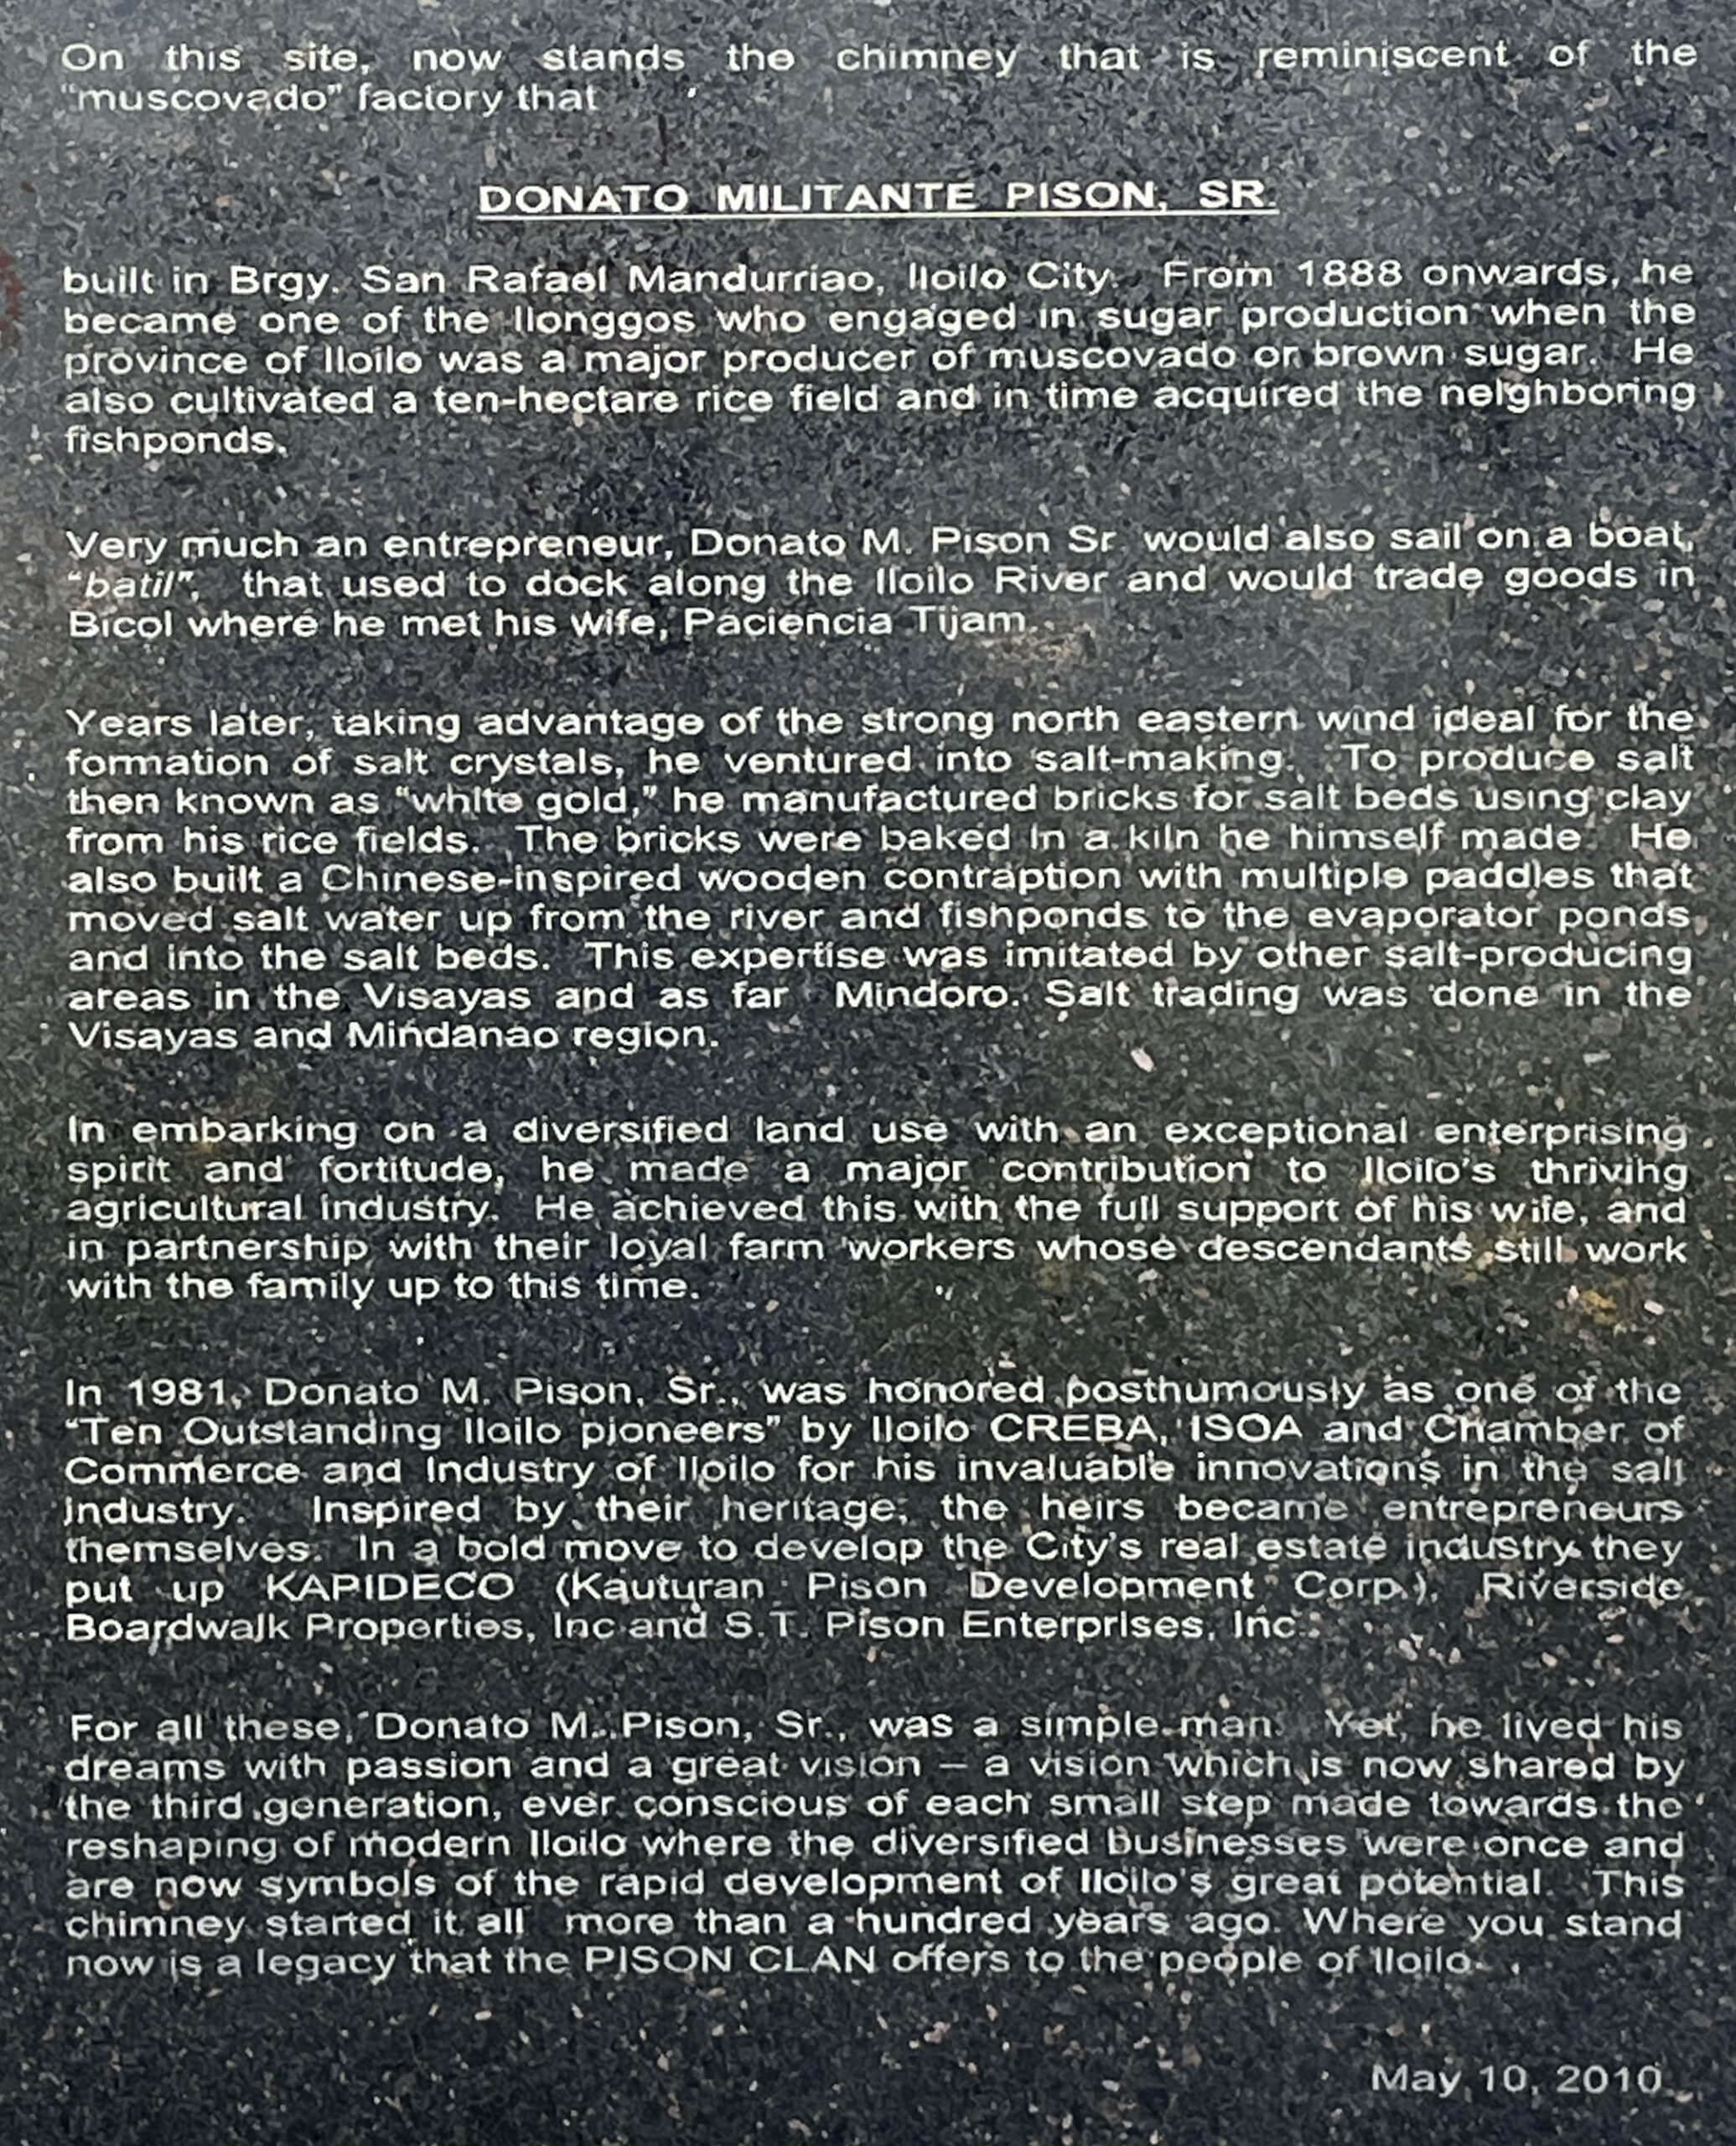 On this site, now stands the chimney that is reminiscent of the
“muscovado” factory that
DONATO MILITANTE PISON, SR.
built in Brgy. San Rafael Mandurriao, Iloilo City. From 1888 onwards, he
became one of the Ilonggos who engaged in sugar production when the
province of Iloilo was a major producer of muscovado or brown sugar. He
also cultivated a ten-hectare rice field and in time acquired the neighboring
fishponds.
Very much an entrepreneur, Donato M. Pison Sr. would also sail on a boat,
“batil”, that used to dock along the Iloilo River and would trade goods in
Bicol where he met his wife, Paciencia Tijam.
Years later, taking advantage of the strong north eastern wind ideal for the
formation of salt crystals, he ventured into salt-making. To produce salt
then known as “white gold,” he manufactured bricks for salt beds using clay
from his rice fields. The bricks were baked in a kiln he himself made. He
also built a Chinese-inspired wooden contraption with multiple paddles that
moved salt water up from the river and fishponds to the evaporator ponds
and into the salt beds. This expertise was imitated by other salt-producing
areas in the Visayas and as far Mindoro. Salt trading was done in the
Visayas and Mindanao region.
In embarking on a diversified land use with an exceptional enterprising
spirit and fortitude, he made a major contribution to Iloilo’s thriving
agricultural industry. He achieved this with the full support of his wife, and
in partnership with their loyal farm workers whose descendants still work
with the family up to this time.
In 1981, Donato M. Pison, Sr., was honored posthumously as one of the
“Ten Outstanding Iloilo pioneers” by Iloilo CREBA, ISOA and Chamber of
Commerce and Industry of Iloilo for his invaluable innovations in the salt
industry. Inspired by their heritage, the heirs became entrepreneurs
themselves. In a bold move to develop the City’s real estate industry they
put up KAPIDECO (Kauturan Pison Development Corp.), Riverside
Boardwalk Properties, Inc and S.T. Pison Enterprises, Inc.
For all these, Donato M. Pison, Sr., was a simple man. Yet, he lived his
dreams with passion and a great vision – a vision which is now shared by
the third generation, ever conscious of each small step made towards the
reshaping of modern Iloilo where the diversified businesses were once and
are now symbols of the rapid development of Iloilo's great potential. This
chimney started it all more than a hundred years ago. Where you stand
now is a legacy that the PISON CLAN offers to the people of Iloilo.
May 10, 2010